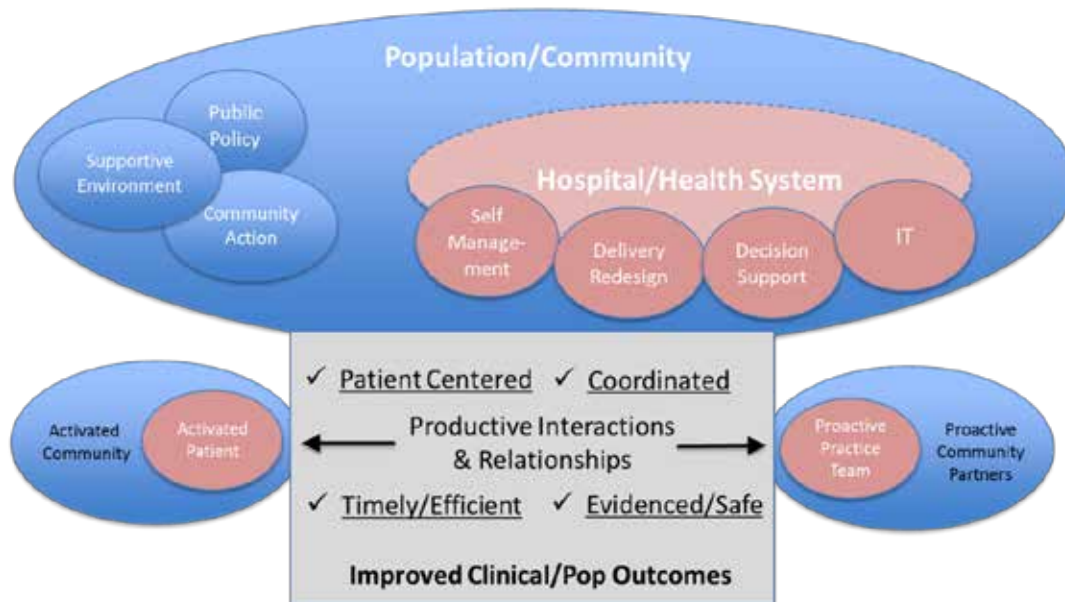 Population/Community
Public
Policy
Supportive
Environment
Community
Action
Hospital/Health System
Self
Manage-
ment
Delivery
Redesign
Decision
Support
IT
✓ Patient Centered ✓ Coordinated
Productive Interactions
& Relationships
✓ Timely/Efficient ✓ Evidenced/Safe
Improved Clinical/Pop Outcomes
Activated
Community
Activated
Patient
Proactive
Practice
Team
Proactive
Community
Partners